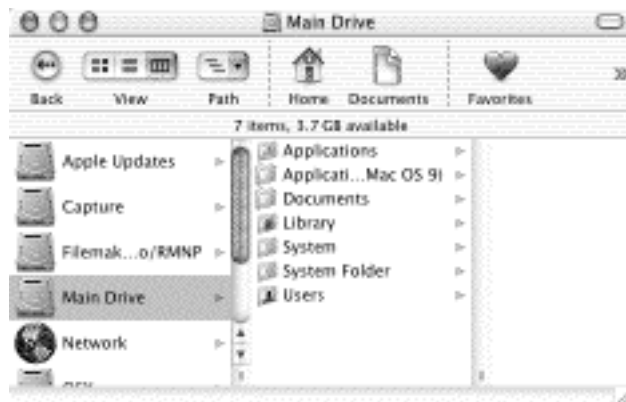 Main Drive
Back View Path Home Documents Favorites
7 items, 3.7 GB available
Apple Updates
Capture
Filemak...o/RMNP
Main Drive
Network
Applications
Applicati...Mac OS 9)
Documents
Library
System
System Folder
Users